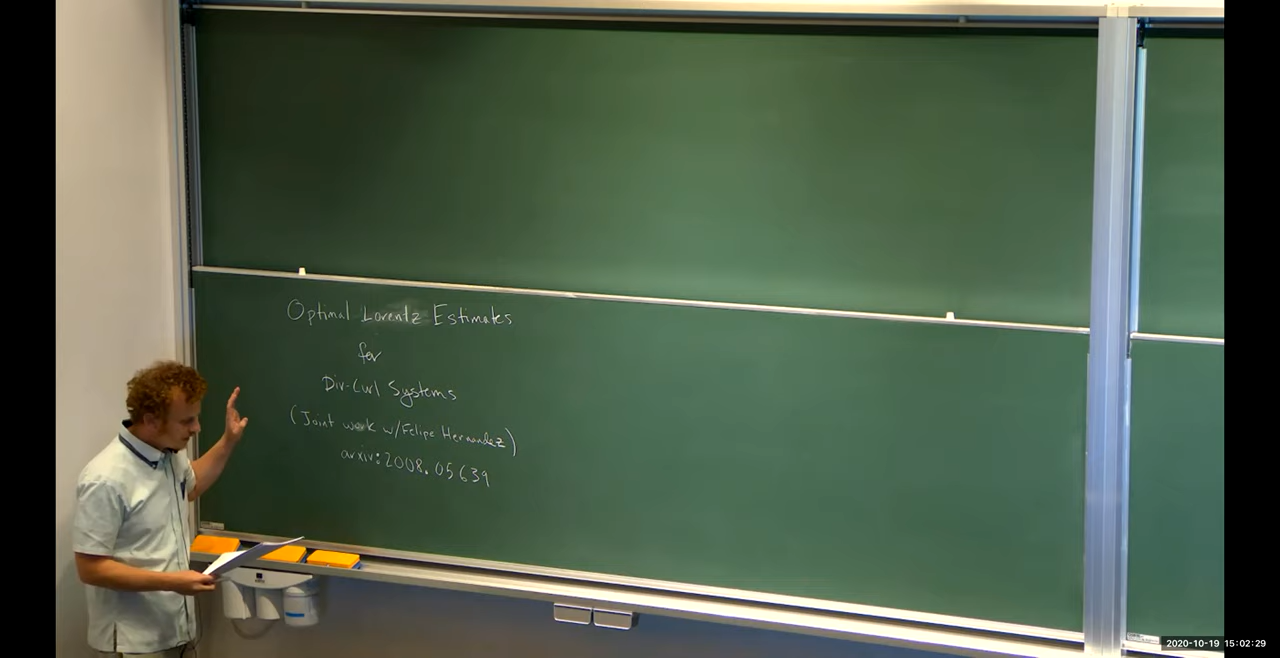 Optimal Lorentz Estimates
for
Div-Curl Systems
(Joint work w/Felipe Hernandez)
arxiv:2008.05639
2020-10-19 15:02:29